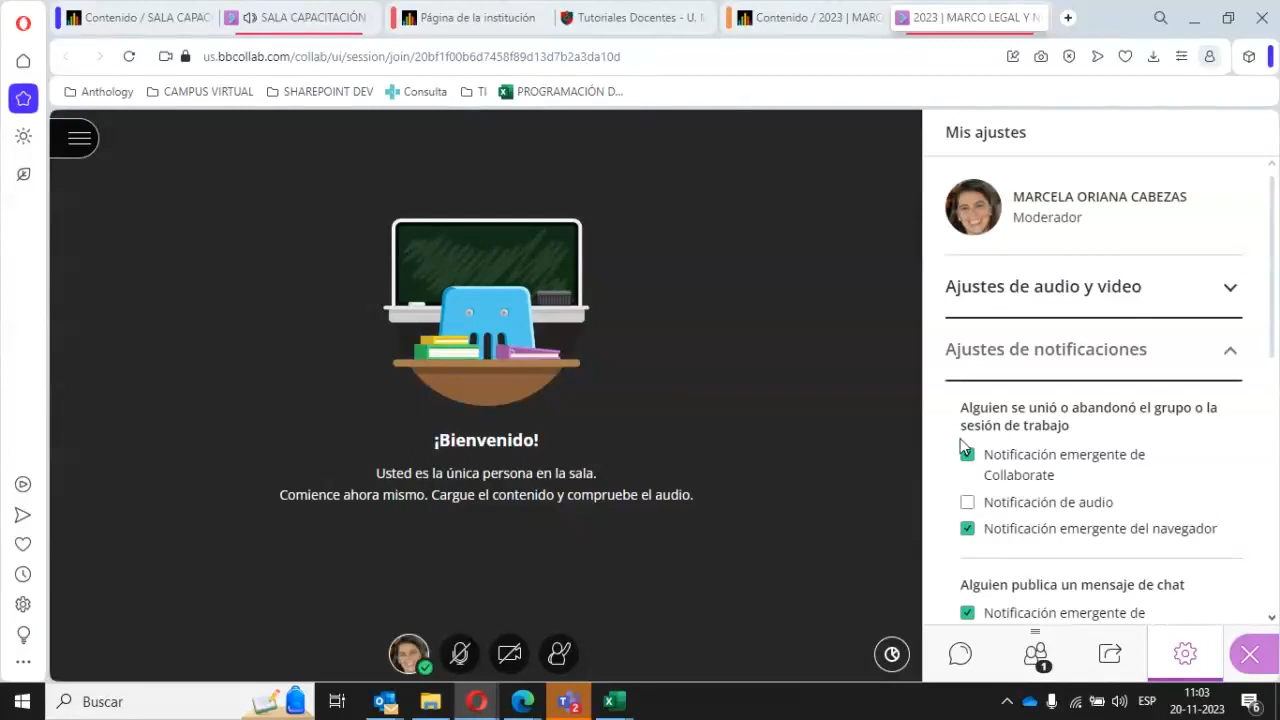 Contenido / SALA CAPAC
SALA CAPACITACIÓN
Página de la institución
Tutoriales Docentes - U. M
Contenido / 2023 | MARC
2023 | MARCO LEGAL Y N
us.bbcollab.com/collab/ui/session/join/20bf1f00b6d7458f89d13d7b2a3da10d
Anthology
CAMPUS VIRTUAL
SHAREPOINT DEV
Consulta
TI
PROGRAMACIÓN D...
Mis ajustes
MARCELA ORIANA CABEZAS
Moderador
Ajustes de audio y video
Ajustes de notificaciones
Alguien se unió o abandonó el grupo o la
sesión de trabajo
Notificación emergente de
Collaborate
Notificación de audio
Notificación emergente del navegador
Alguien publica un mensaje de chat
Notificación emergente de
¡Bienvenido!
Usted es la única persona en la sala.
Comience ahora mismo. Cargue el contenido y compruebe el audio.
1
Buscar
2
ESP
11:03
20-11-2023
6